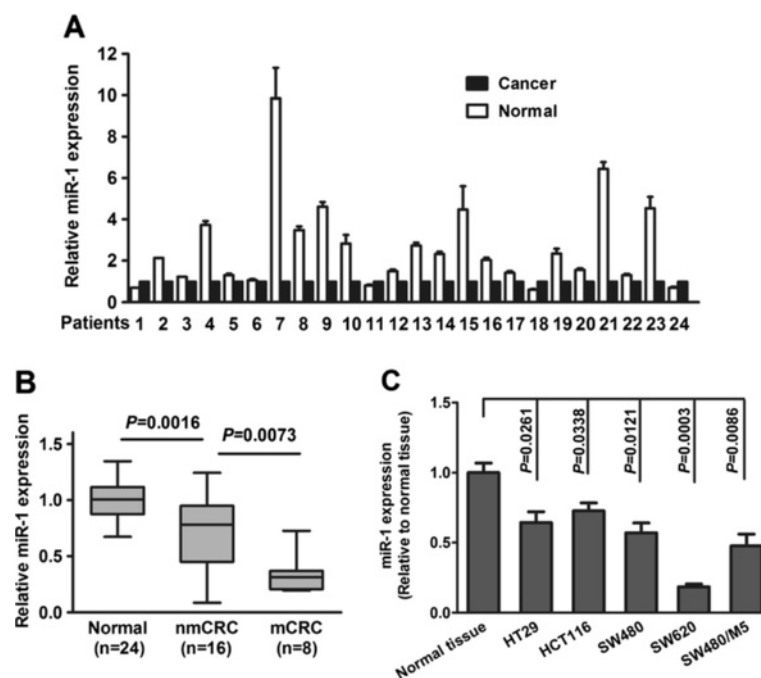 A
Relative miR-1 expression
12
10
8
6
4
2
0
Cancer
Normal
Patients 1 2 3 4 5 6 7 8 9 10 11 12 13 14 15 16 17 18 19 20 21 22 23 24
B
Relative miR-1 expression
1.5
1.0
0.5
0.0
P=0.0016
P=0.0073
Normal nmCRC mCRC
(n=24) (n=16) (n=8)
C
miR-1 expression
(Relative to normal tissue)
1.5
1.0
0.5
0.0
P=0.0261
P=0.0338
P=0.0121
P=0.0003
P=0.0086
Normal tissue
HT29
HCT116
SW480
SW620
SW480/M5